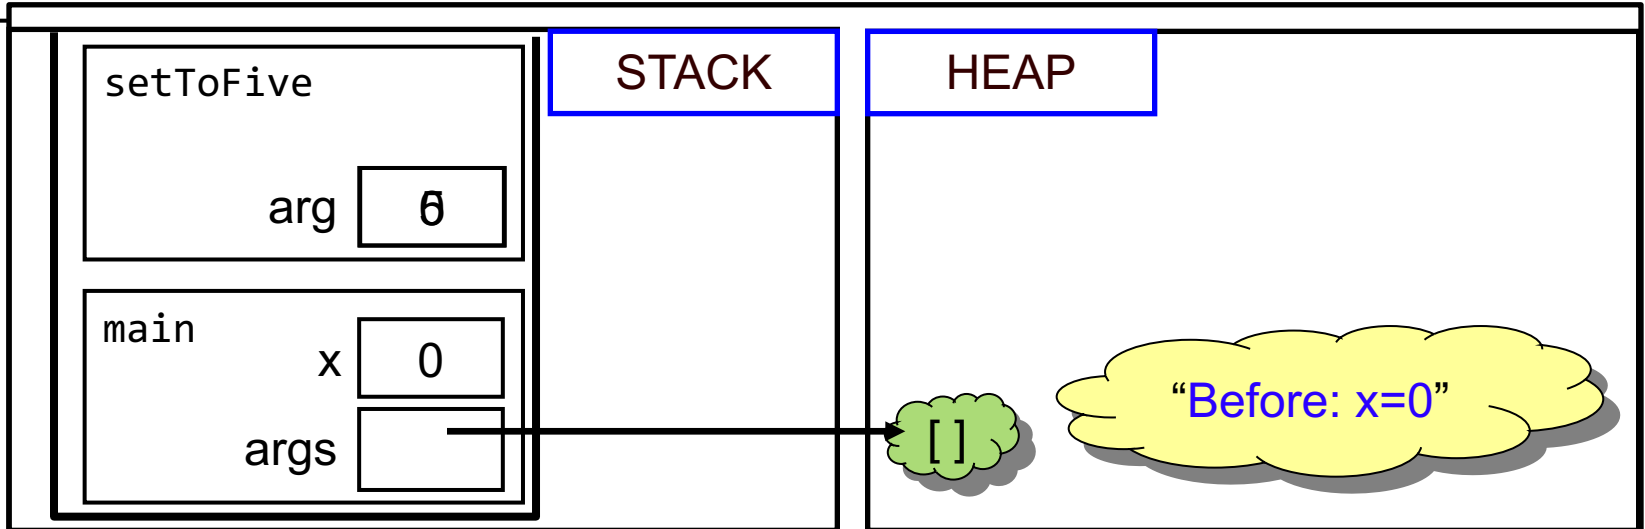 setToFive
STACK
HEAP
arg
main
x 0
args
[]
“Before: x=0”